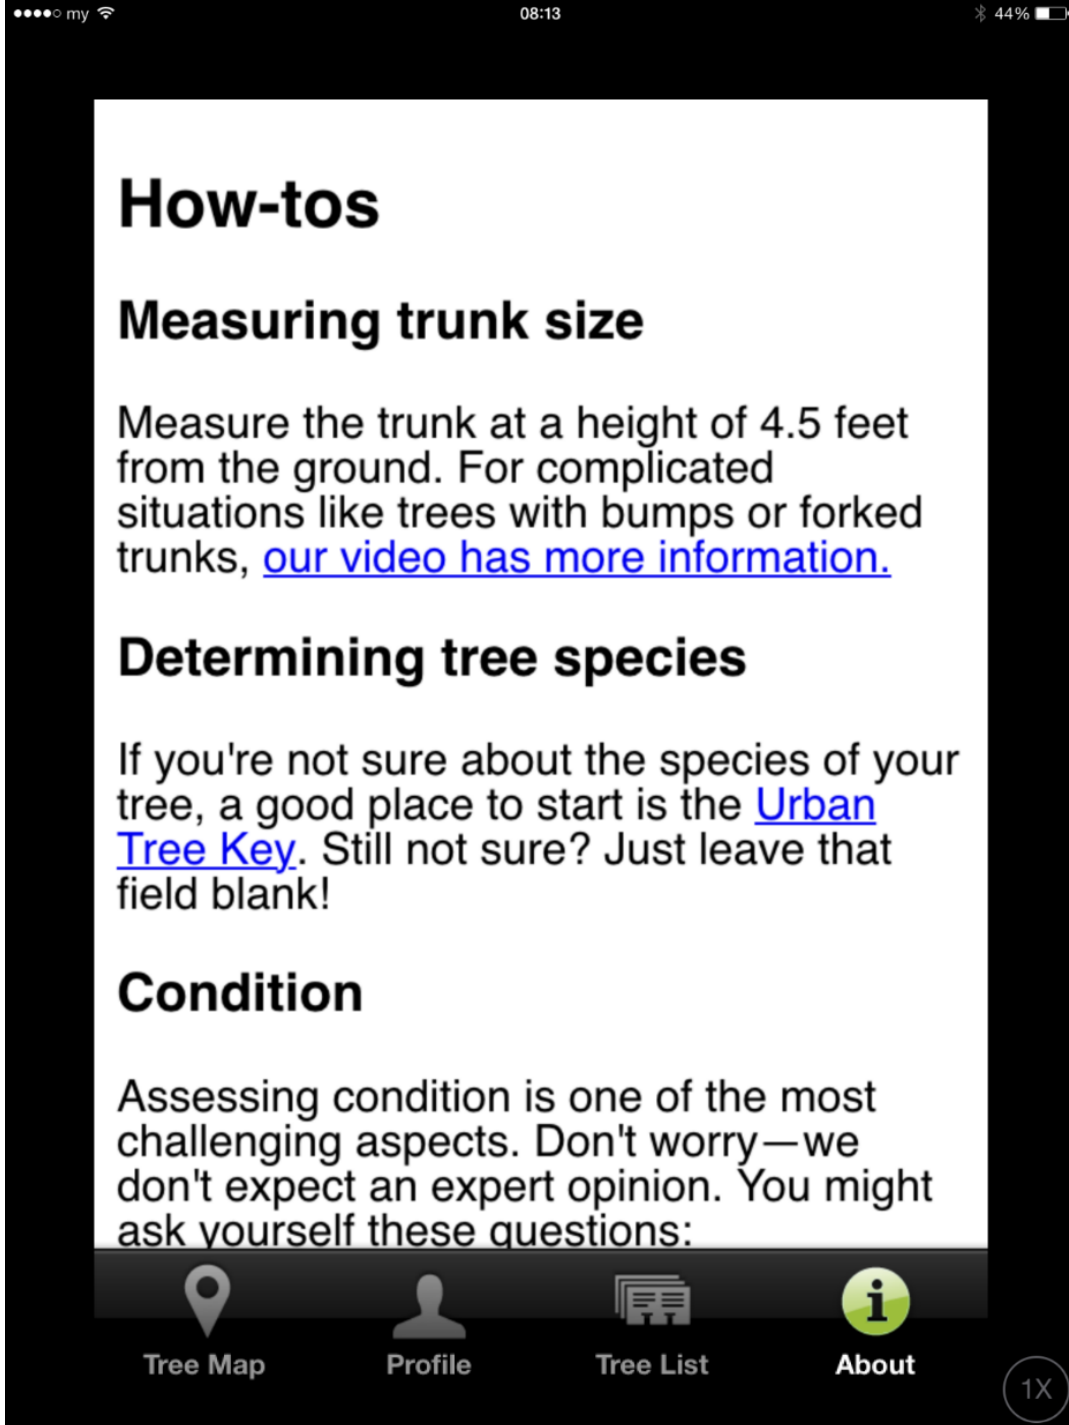 my 08:13 44%
How-tos
Measuring trunk size
Measure the trunk at a height of 4.5 feet
from the ground. For complicated
situations like trees with bumps or forked
trunks, our video has more information.
Determining tree species
If you're not sure about the species of your
tree, a good place to start is the Urban
Tree Key. Still not sure? Just leave that
field blank!
Condition
Assessing condition is one of the most
challenging aspects. Don't worry—we
don't expect an expert opinion. You might
ask yourself these questions:
Tree Map Profile Tree List About
1X